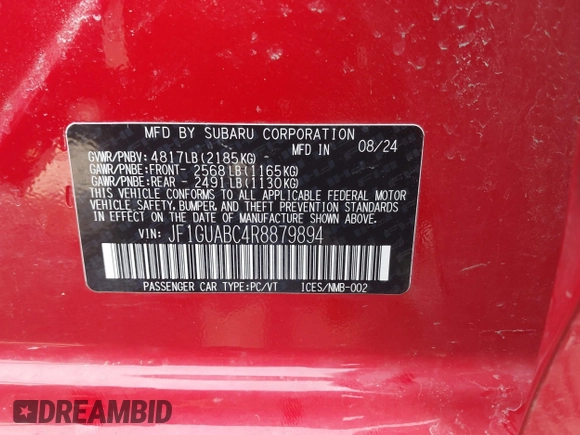 MFD BY SUBARU CORPORATION
MFD IN 08/24
GVWR/PNBV: 4817LB(2185KG) -
GAWR/PNBE:FRONT- 2568LB(1165KG)
GAWR/PNBE:REAR - 2491LB(1130KG)
THIS VEHICLE CONFORMS TO ALL APPLICABLE FEDERAL MOTOR
VEHICLE SAFETY, BUMPER, AND THEFT PREVENTION STANDARDS
IN EFFECT ON THE DATE OF MANUFACTURE SHOWN ABOVE.
VIN: JF1GUABC4R8879894
PASSENGER CAR TYPE:PC/VT ICES/NMB-002
DREAMBID